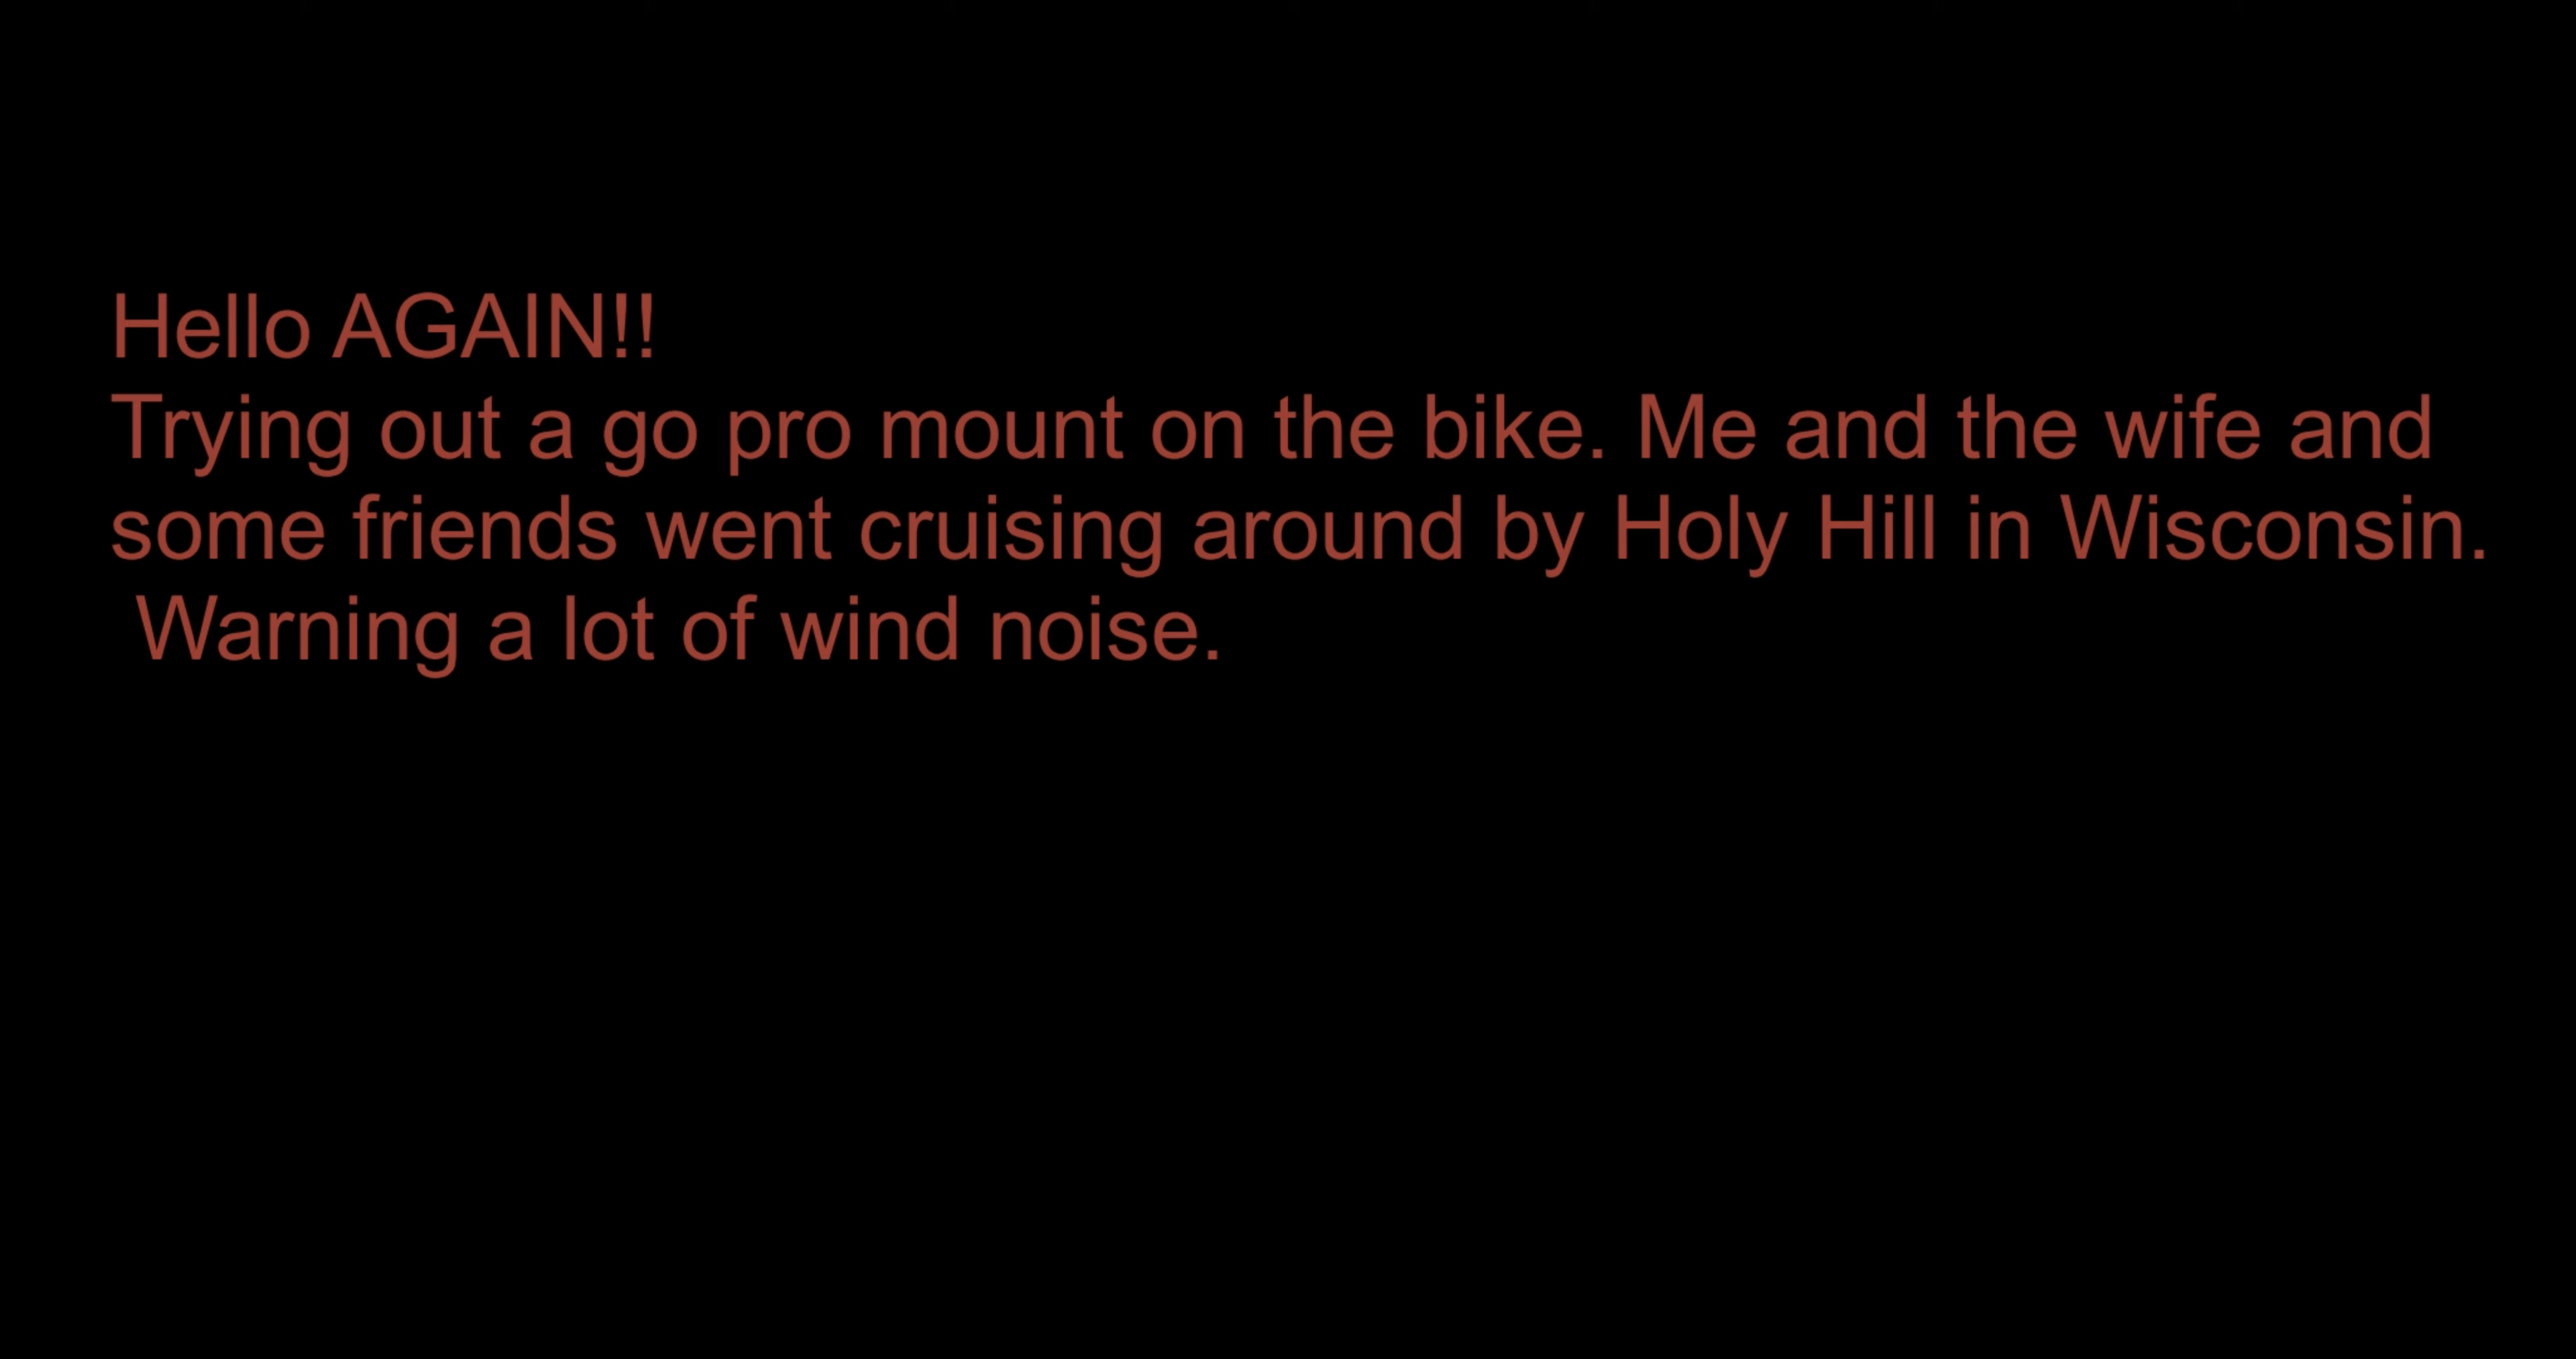 Hello AGAIN!!
Trying out a go pro mount on the bike. Me and the wife and
some friends went cruising around by Holy Hill in Wisconsin.
Warning a lot of wind noise.